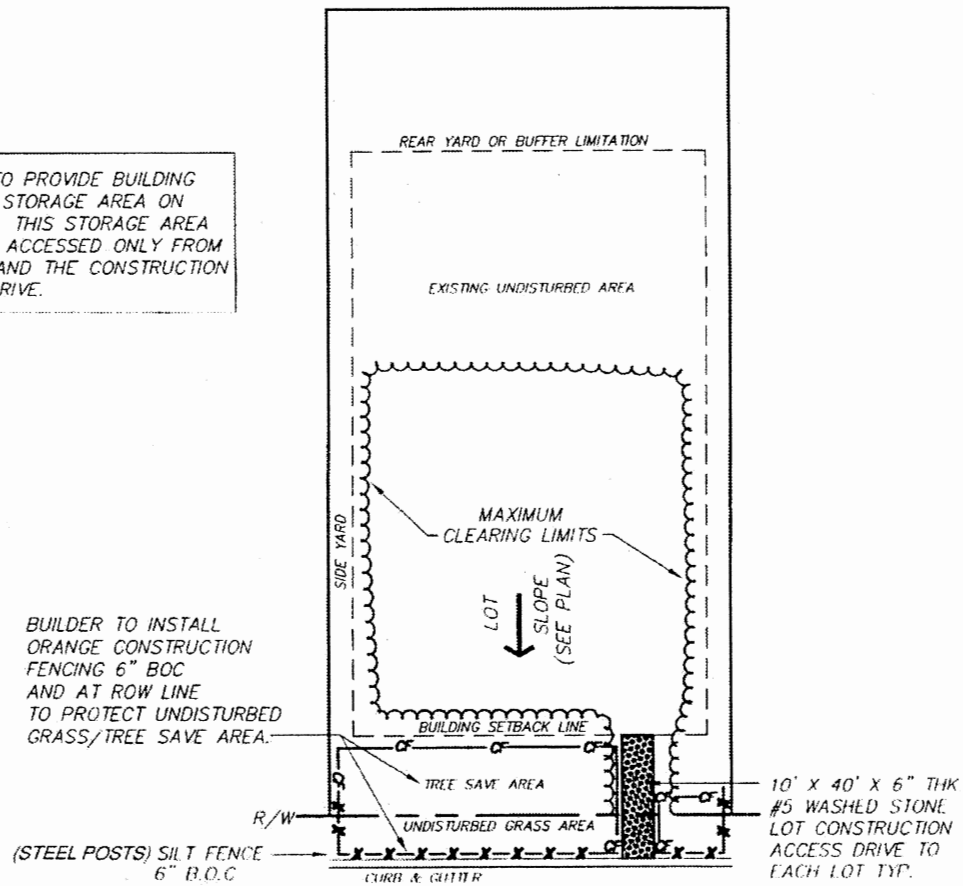 REAR YARD OR BUFFER LIMITATION
TO PROVIDE BUILDING
STORAGE AREA ON
THIS STORAGE AREA
ACCESSED ONLY FROM
AND THE CONSTRUCTION
RIVE.
EXISTING UNDISTURBED AREA
SIDE YARD
MAXIMUM
CLEARING LIMITS
LOT
SLOPE
(SEE PLAN)
BUILDER TO INSTALL
ORANGE CONSTRUCTION
FENCING 6" BOC
AND AT ROW LINE
TO PROTECT UNDISTURBED
GRASS/TREE SAVE AREA.
BUILDING SETBACK LINE
CF CF CF
TREE SAVE AREA
CF
R/W
UNDISTURBED GRASS AREA
10' X 40' X 6" THK
#5 WASHED STONE
LOT CONSTRUCTION
ACCESS DRIVE TO
EACH LOT TYP.
(STEEL POSTS) SILT FENCE
6" B.O.C
CURB & GUTTER